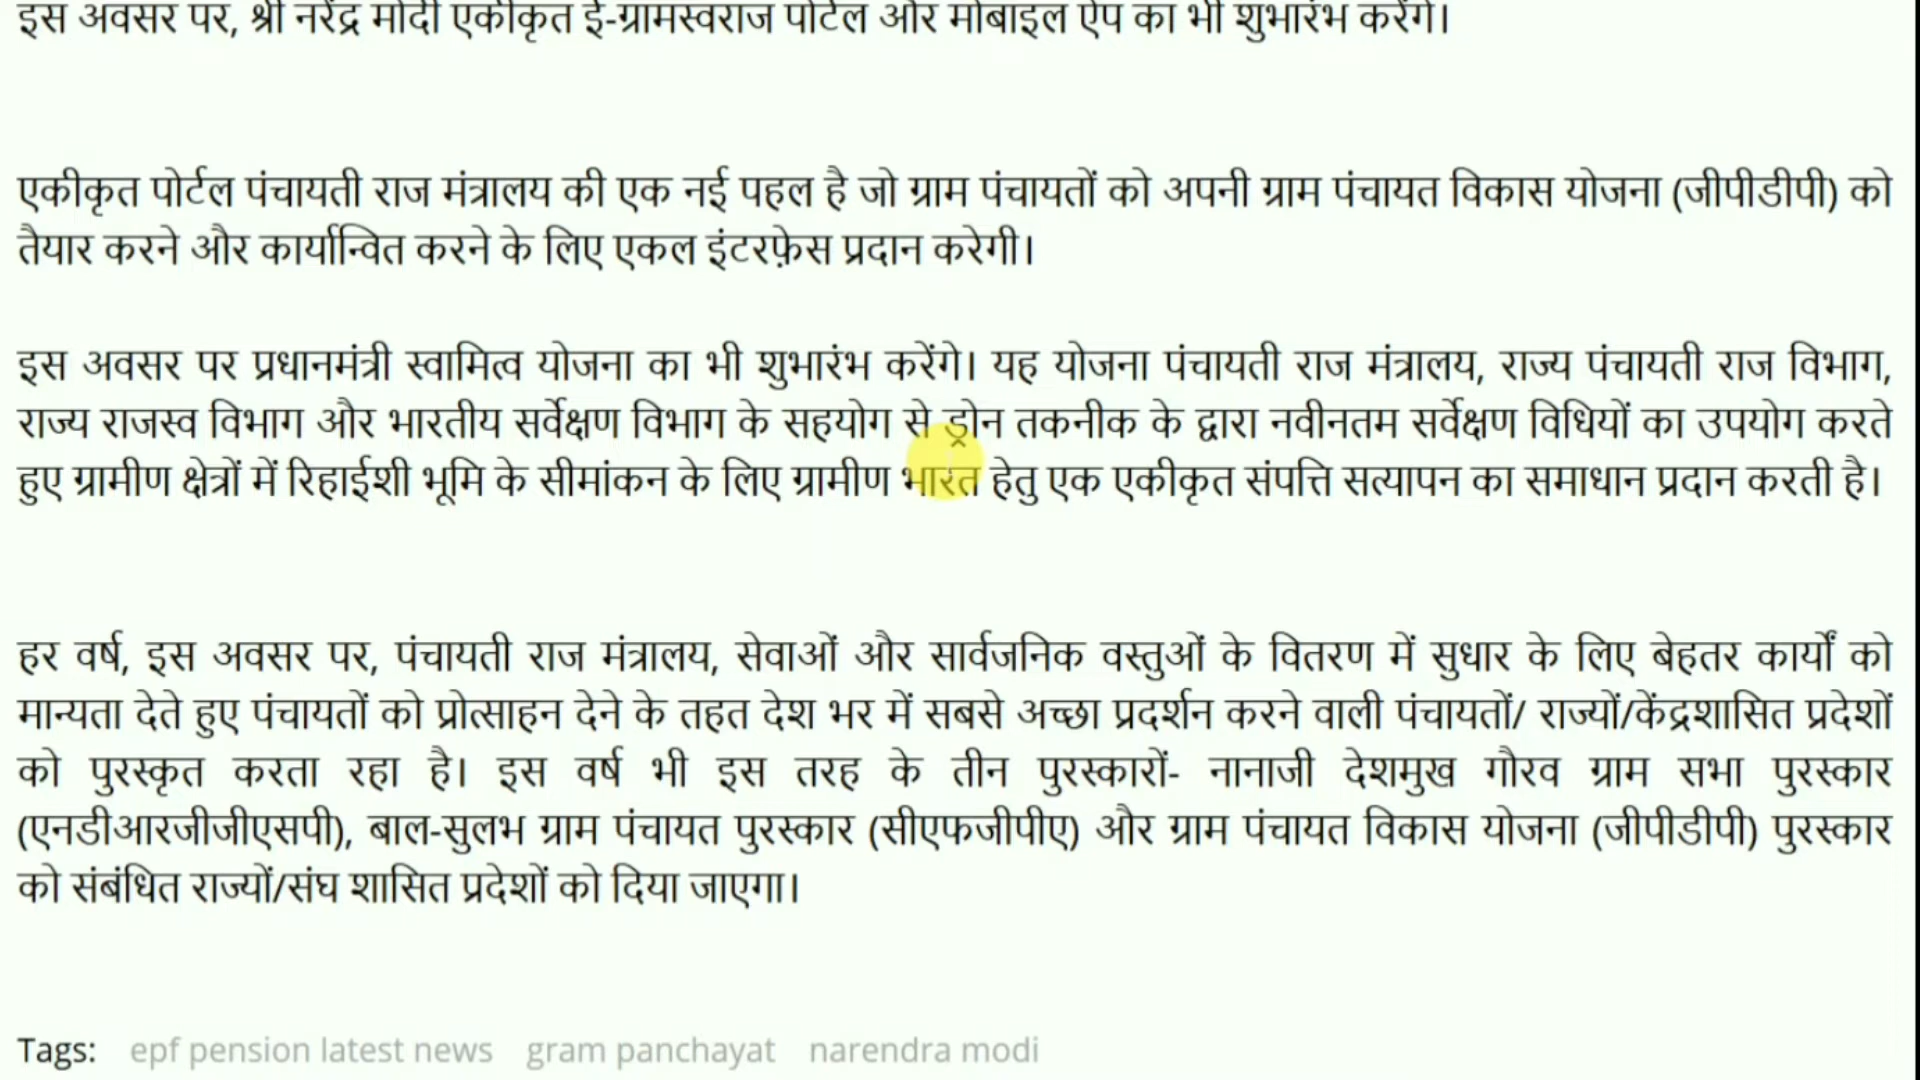 इस अवसर पर, श्री नरेंद्र मोदी एकीकृत ई-ग्रामस्वराज पोर्टल और मोबाइल ऐप का भी शुभारंभ करेंगे।
एकीकृत पोर्टल पंचायती राज मंत्रालय की एक नई पहल है जो ग्राम पंचायतों को अपनी ग्राम पंचायत विकास योजना (जीपीडीपी) को
तैयार करने और कार्यान्वित करने के लिए एकल इंटरफ़ेस प्रदान करेगी।
इस अवसर पर प्रधानमंत्री स्वामित्व योजना का भी शुभारंभ करेंगे। यह योजना पंचायती राज मंत्रालय, राज्य पंचायती राज विभाग,
राज्य राजस्व विभाग और भारतीय सर्वेक्षण विभाग के सहयोग से ड्रोन तकनीक के द्वारा नवीनतम सर्वेक्षण विधियों का उपयोग करते
हुए ग्रामीण क्षेत्रों में रिहाईशी भूमि के सीमांकन के लिए ग्रामीण भारत हेतु एक एकीकृत संपत्ति सत्यापन का समाधान प्रदान करती है।
हर वर्ष, इस अवसर पर, पंचायती राज मंत्रालय, सेवाओं और सार्वजनिक वस्तुओं के वितरण में सुधार के लिए बेहतर कार्यों को
मान्यता देते हुए पंचायतों को प्रोत्साहन देने के तहत देश भर में सबसे अच्छा प्रदर्शन करने वाली पंचायतों/ राज्यों/केंद्रशासित प्रदेशों
को पुरस्कृत करता रहा है। इस वर्ष भी इस तरह के तीन पुरस्कारों- नानाजी देशमुख गौरव ग्राम सभा पुरस्कार
(एनडीआरजीजीएसपी), बाल-सुलभ ग्राम पंचायत पुरस्कार (सीएफजीपीए) और ग्राम पंचायत विकास योजना (जीपीडीपी) पुरस्कार
को संबंधित राज्यों/संघ शासित प्रदेशों को दिया जाएगा।
Tags: epf pension latest news gram panchayat narendra modi